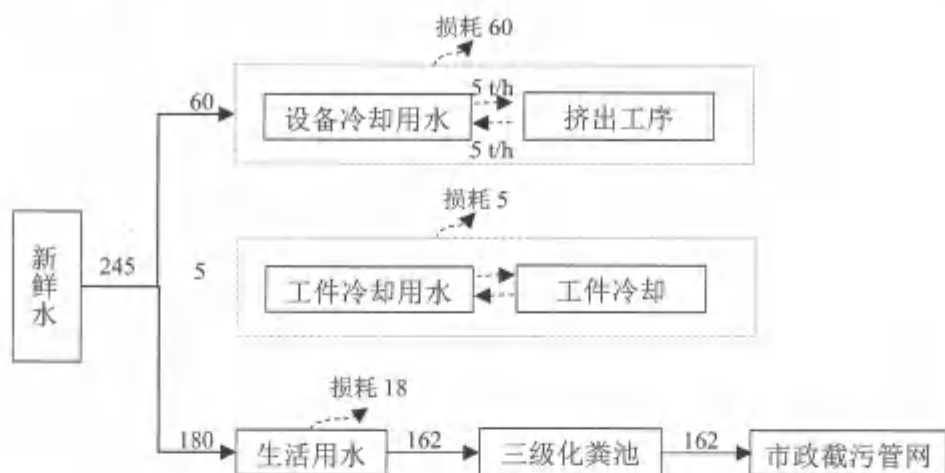 损耗 60
60
5 t/h
设备冷却用水
挤出工序
5 t/h
损耗 5
新鲜水
245
5
工件冷却用水
工件冷却
损耗 18
180
生活用水
162
三级化粪池
162
市政截污管网